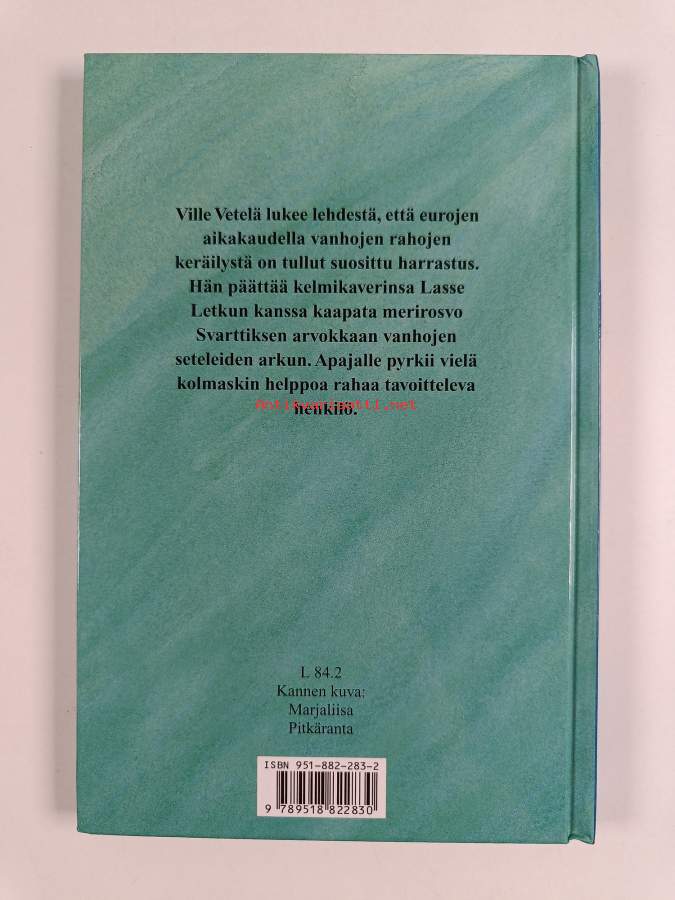 Ville Vetelä lukee lehdestä, että eurojen
aikakaudella vanhojen rahojen
keräilystä on tullut suosittu harrastus.
Hän päättää kelmikaverinsa Lasse
Letkun kanssa kaapata merirosvo
Svarttiksen arvokkaan vanhojen
seteleiden arkun. Apajalle pyrkii vielä
kolmaskin helppoa rahaa tavoitteleva
Antikvariaatti.net
henkilö.
L 84.2
Kannen kuva:
Marjaliisa
Pitkäranta
ISBN 951-882-283-2
9 789518 822830